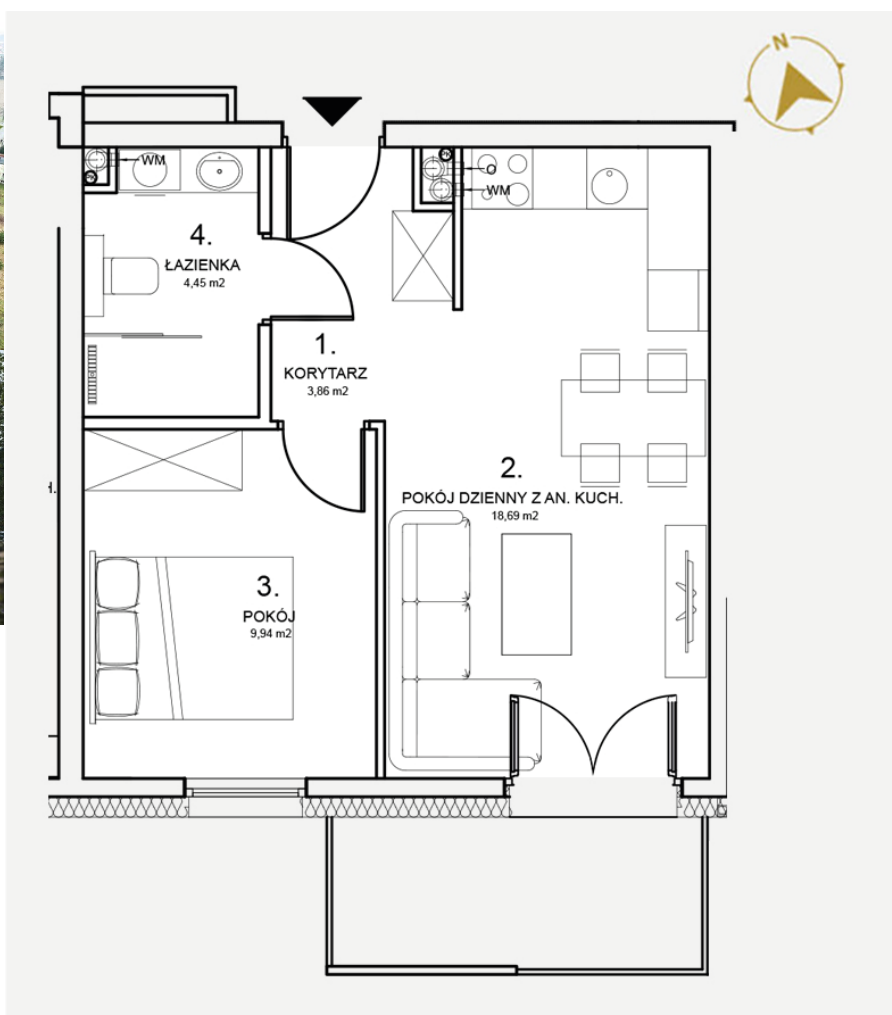 N
WM
O
WM
4.
ŁAZIENKA
4,45 m2
1.
KORYTARZ
3,86 m2
2.
POKÓJ DZIENNY Z AN. KUCH.
18,69 m2
3.
POKÓJ
9,94 m2